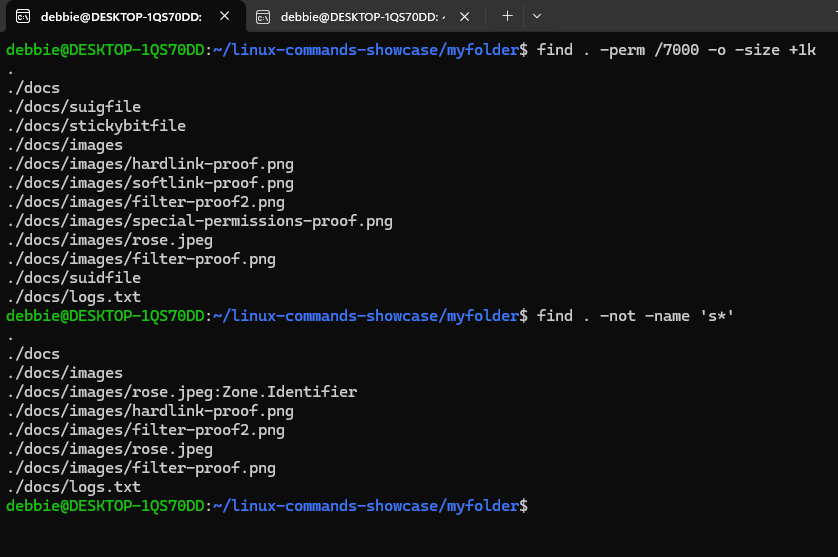 debbie@DESKTOP-1QS70DD: × debbie@DESKTOP-1QS70DD: ~/ × +
debbie@DESKTOP-1QS70DD:~/linux-commands-showcase/myfolder$ find . -perm /7000 -o -size +1k
.
./docs
./docs/suigfile
./docs/stickybitfile
./docs/images
./docs/images/hardlink-proof.png
./docs/images/softlink-proof.png
./docs/images/filter-proof2.png
./docs/images/special-permissions-proof.png
./docs/images/rose.jpeg
./docs/images/filter-proof.png
./docs/suidfile
./docs/logs.txt
debbie@DESKTOP-1QS70DD:~/linux-commands-showcase/myfolder$ find . -not -name 's*'
.
./docs
./docs/images
./docs/images/rose.jpeg:Zone.Identifier
./docs/images/hardlink-proof.png
./docs/images/filter-proof2.png
./docs/images/rose.jpeg
./docs/images/filter-proof.png
./docs/logs.txt
debbie@DESKTOP-1QS70DD:~/linux-commands-showcase/myfolder$